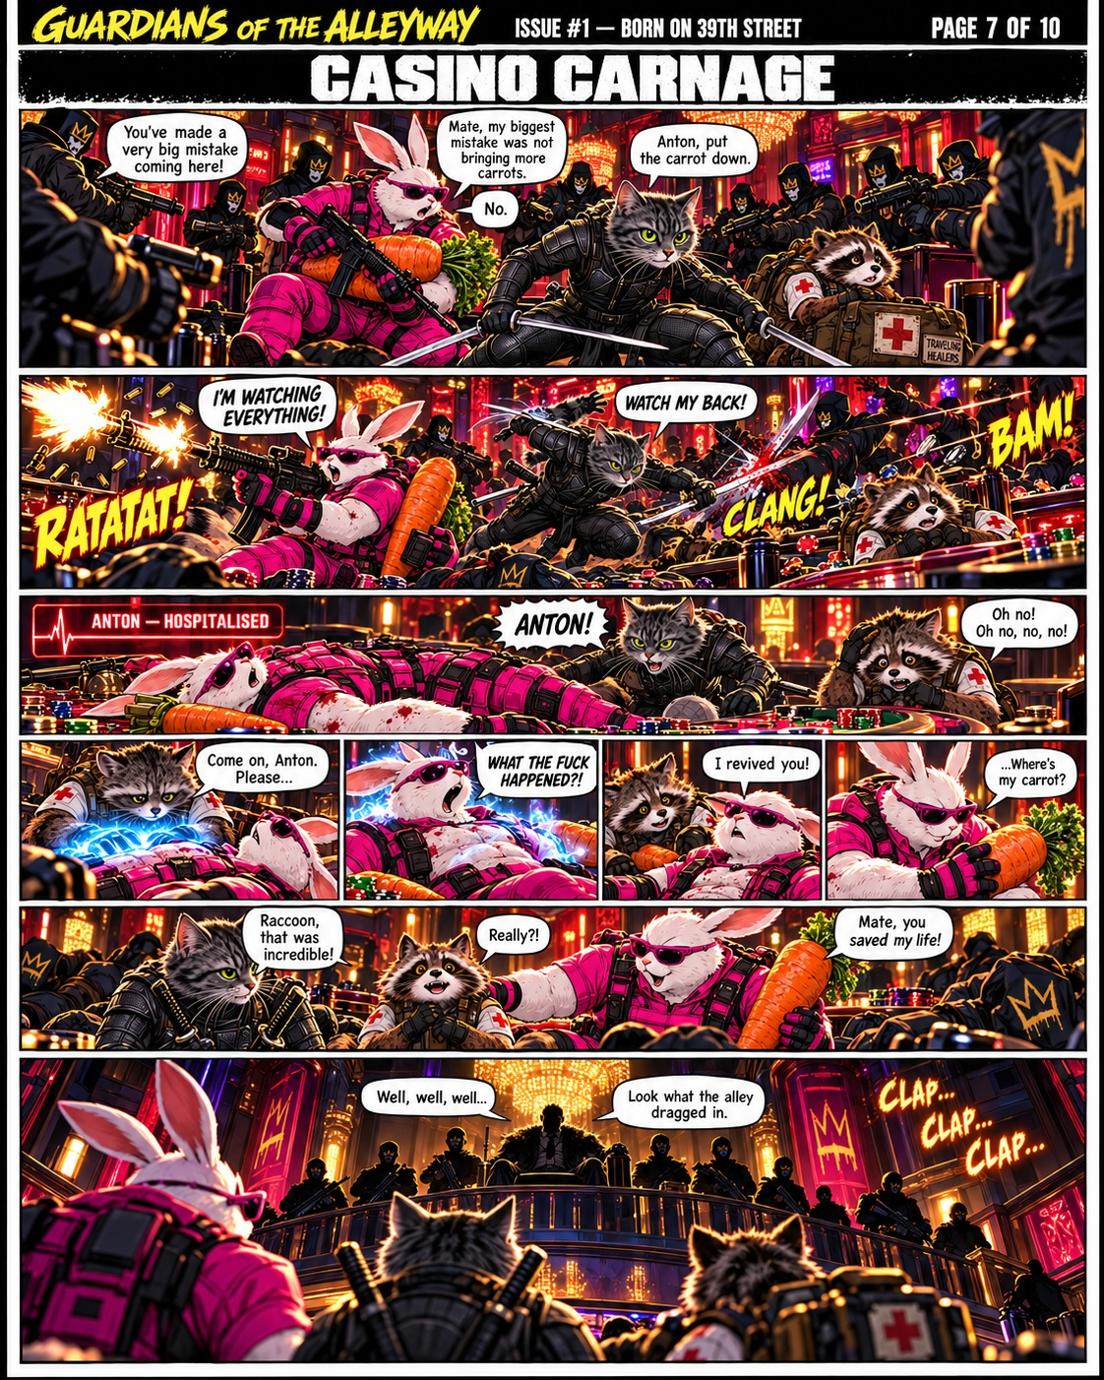 GUARDIANS OF THE ALLEYWAY
ISSUE #1 — BORN ON 39TH STREET
PAGE 7 OF 10
CASINO CARNAGE
You've made a
very big mistake
coming here!
Mate, my biggest
mistake was not
bringing more
carrots.
Anton, put
the carrot down.
No.
TRAVELING
HEALERS
I'M WATCHING
EVERYTHING!
WATCH MY BACK!
RATATAT!
CLANG!
BAM!
ANTON — HOSPITALISED
ANTON!
Oh no!
Oh no, no, no!
Come on, Anton.
Please...
WHAT THE FUCK
HAPPENED?!
I revived you!
...Where's
my carrot?
Raccoon,
that was
incredible!
Really?!
Mate, you
saved my life!
Well, well, well...
Look what the alley
dragged in.
CLAP...
CLAP...
CLAP...